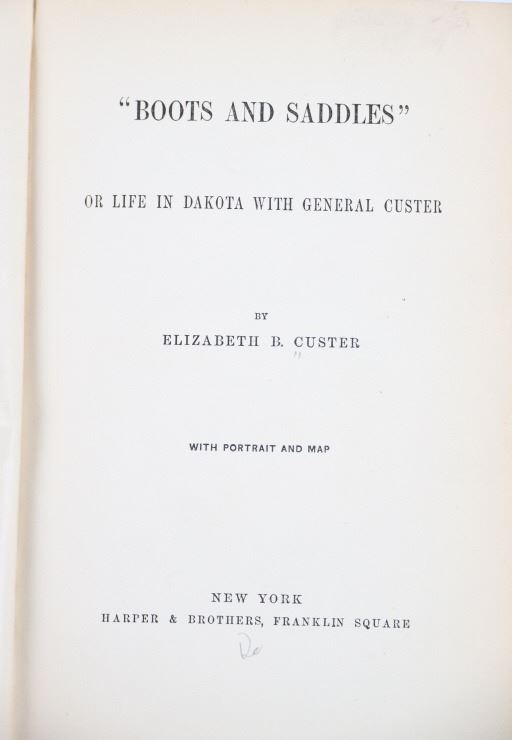 “BOOTS AND SADDLES”
OR LIFE IN DAKOTA WITH GENERAL CUSTER
BY
ELIZABETH B. CUSTER
WITH PORTRAIT AND MAP
NEW YORK
HARPER & BROTHERS, FRANKLIN SQUARE